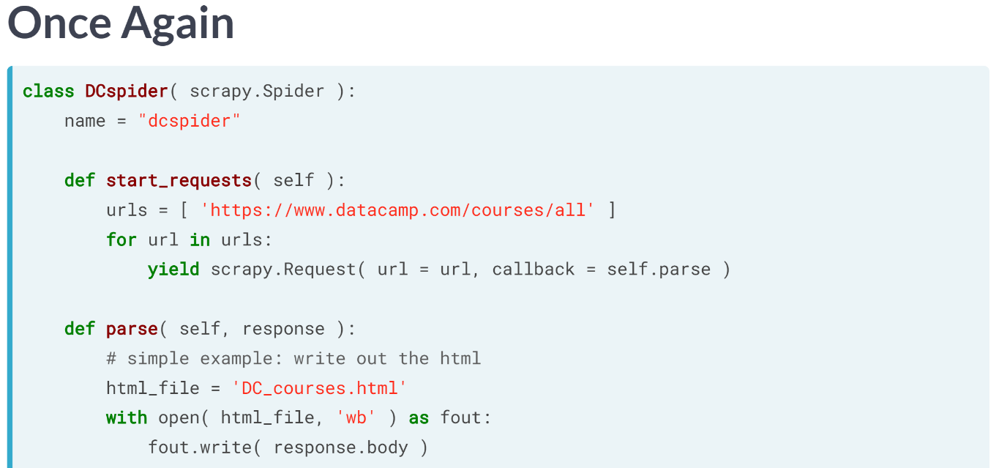 Once Again
class DCspider( scrapy.Spider ):
    name = "dcspider"

    def start_requests( self ):
        urls = [ 'https://www.datacamp.com/courses/all' ]
        for url in urls:
            yield scrapy.Request( url = url, callback = self.parse )

    def parse( self, response ):
        # simple example: write out the html
        html_file = 'DC_courses.html'
        with open( html_file, 'wb' ) as fout:
            fout.write( response.body )